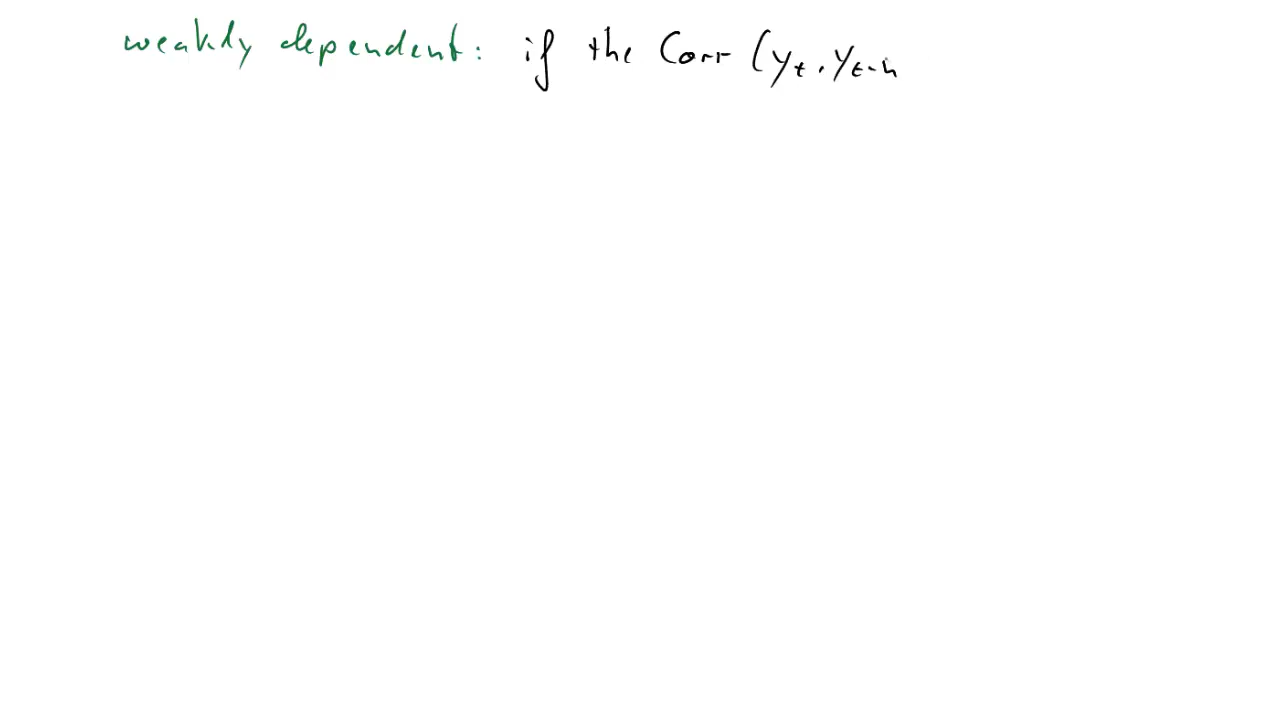 weakly dependent: if the Corr (yt, yt-h